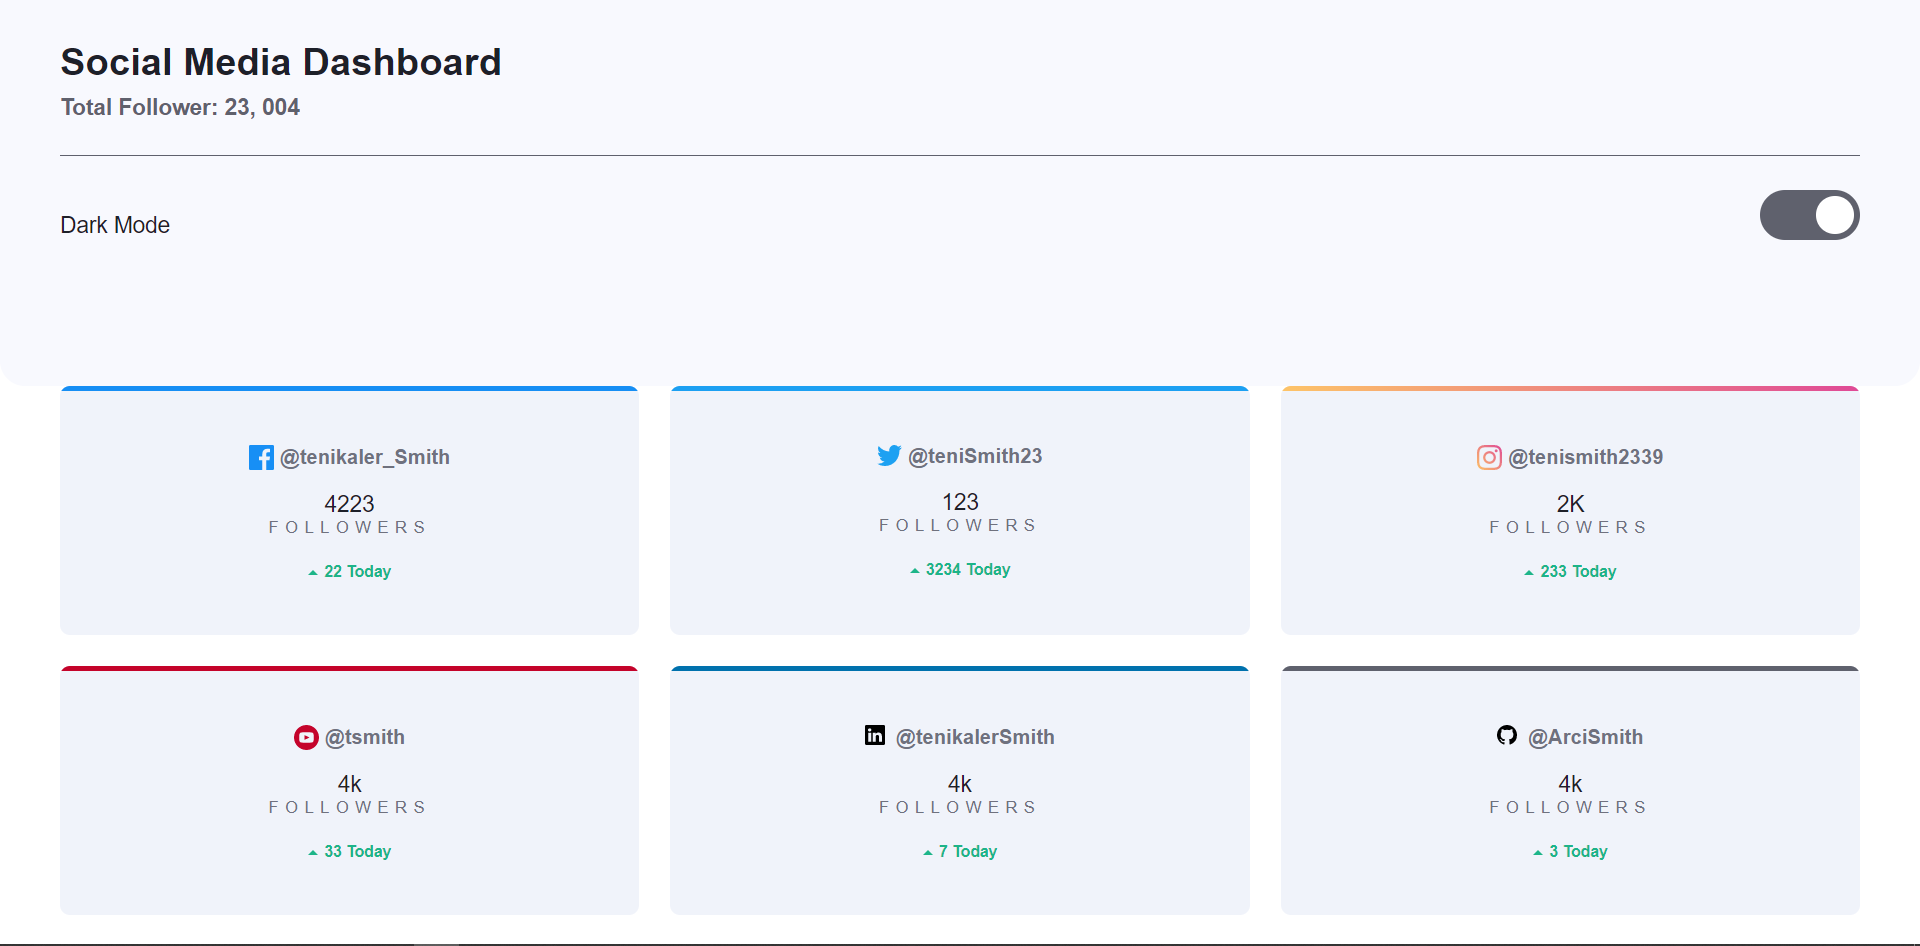 Social Media Dashboard
Total Follower: 23, 004
Dark Mode
@tenikaler_Smith
4223
FOLLOWERS
22 Today
@teniSmith23
123
FOLLOWERS
3234 Today
@tenismith2339
2K
FOLLOWERS
233 Today
@tsmith
4k
FOLLOWERS
33 Today
@tenikalerSmith
4k
FOLLOWERS
7 Today
@ArciSmith
4k
FOLLOWERS
3 Today